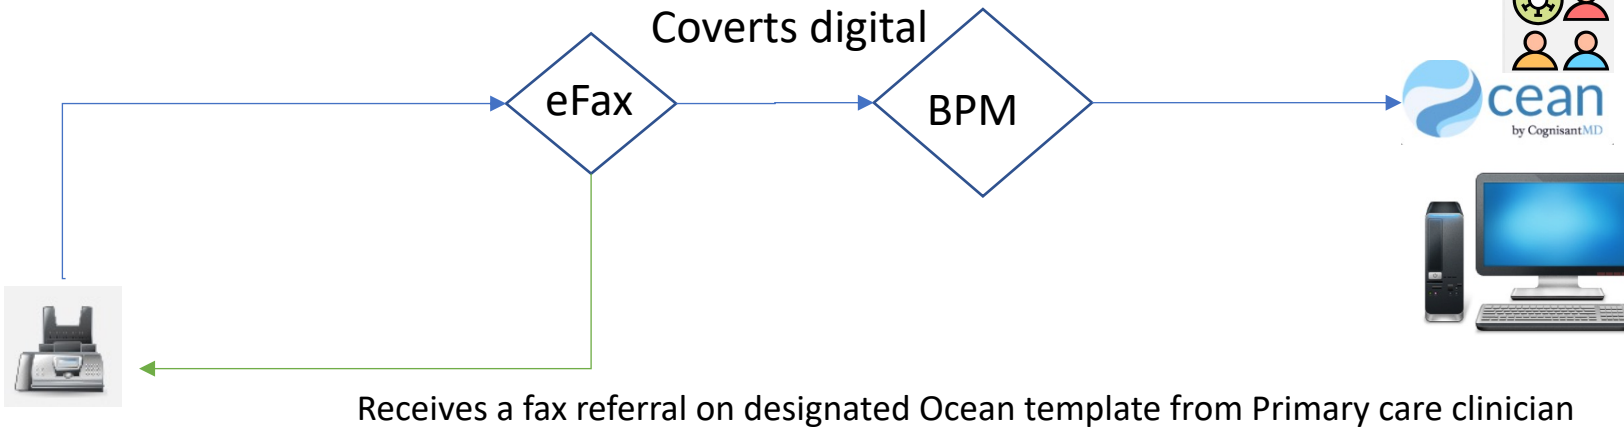 Coverts digital
eFax
BPM
cean
by CognisantMD
Receives a fax referral on designated Ocean template from Primary care clinician